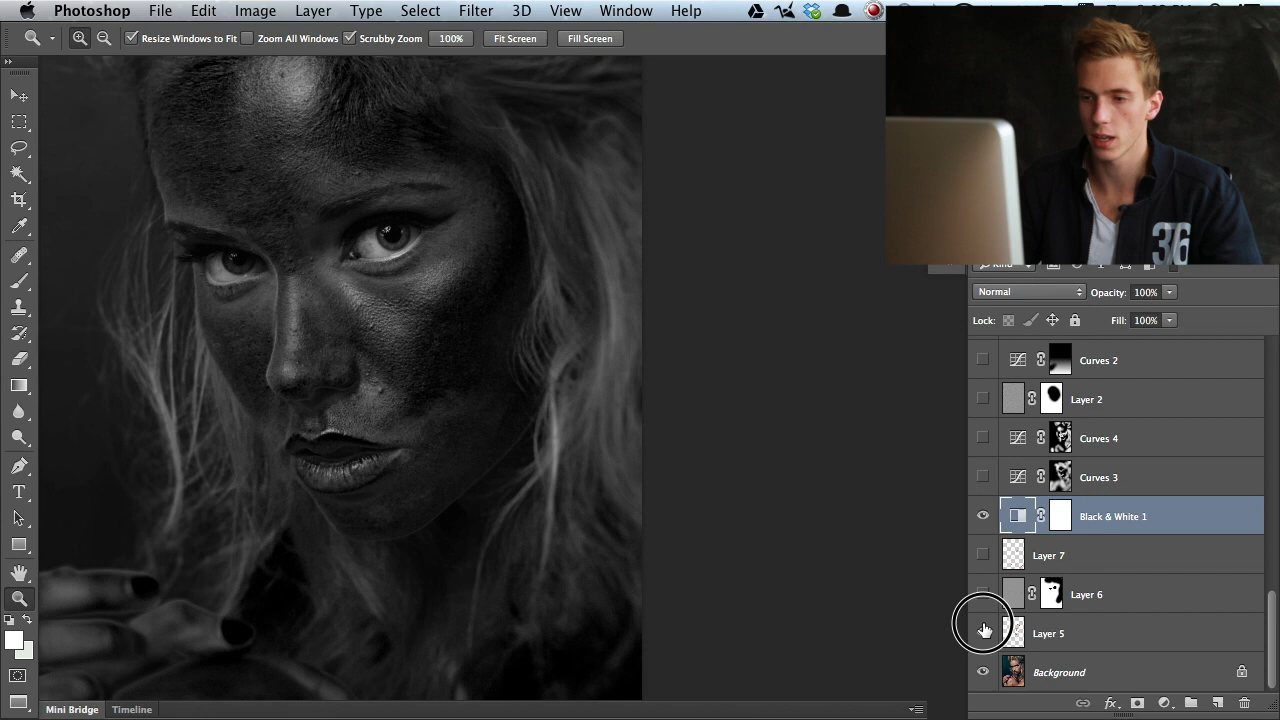 Photoshop File Edit Image Layer Type Select Filter 3D View Window Help
Resize Windows to Fit Zoom All Windows Scrubby Zoom 100% Fit Screen Fill Screen
36
Normal Opacity: 100%
Lock: Fill: 100%
Curves 2
Layer 2
Curves 4
Curves 3
Black & White 1
Layer 7
Layer 6
Layer 5
Background
T
fx
Mini Bridge Timeline